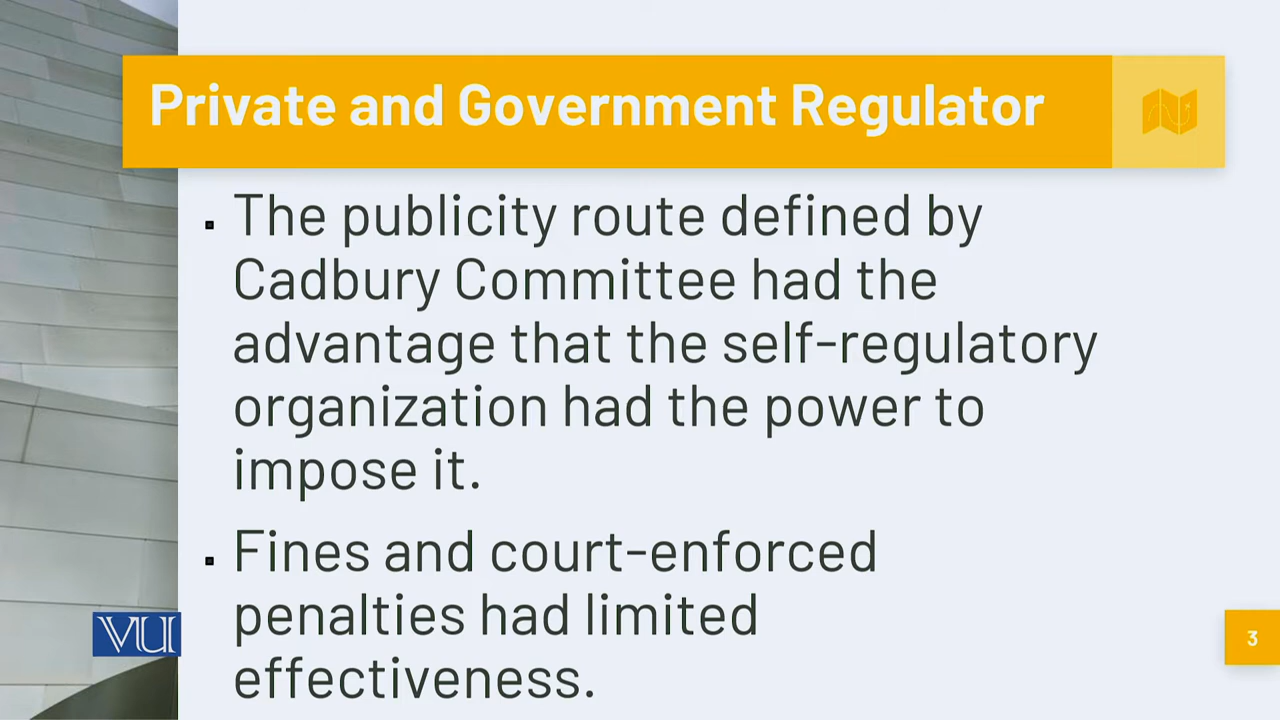 Private and Government Regulator
▪ The publicity route defined by
Cadbury Committee had the
advantage that the self-regulatory
organization had the power to
impose it.
▪ Fines and court-enforced
penalties had limited
effectiveness.
VU
3